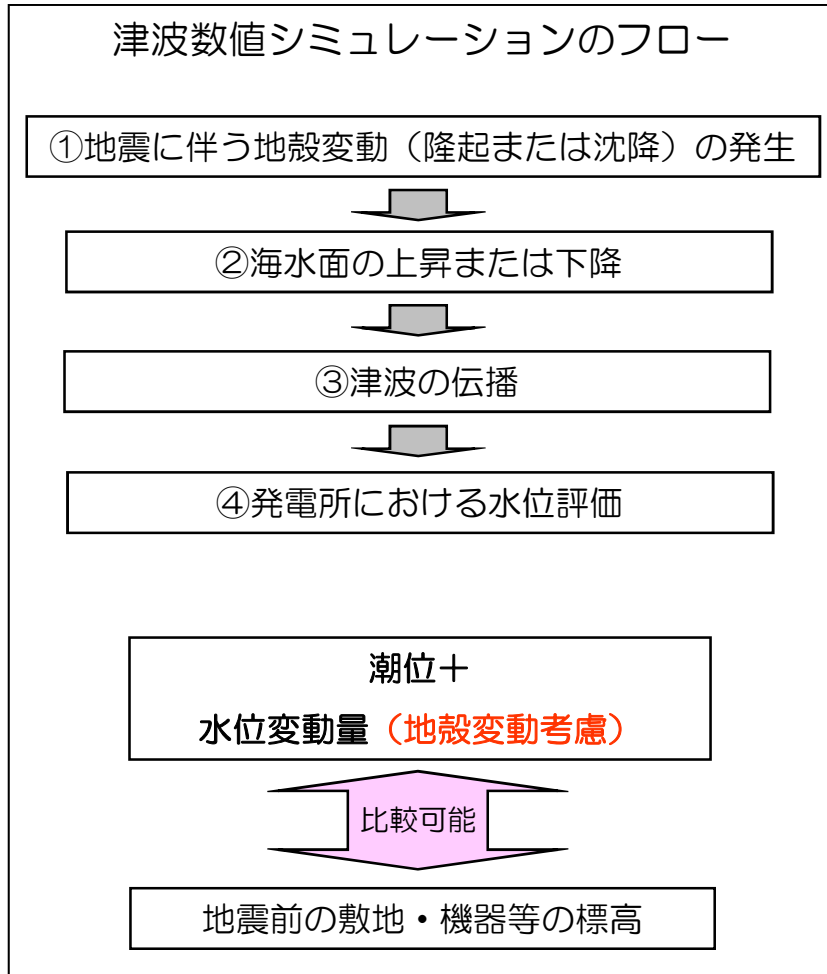 津波数値シミュレーションのフロー
①地震に伴う地殻変動（隆起または沈降）の発生
②海水面の上昇または下降
③津波の伝播
④発電所における水位評価
潮位＋
水位変動量（地殻変動考慮）
比較可能
地震前の敷地・機器等の標高